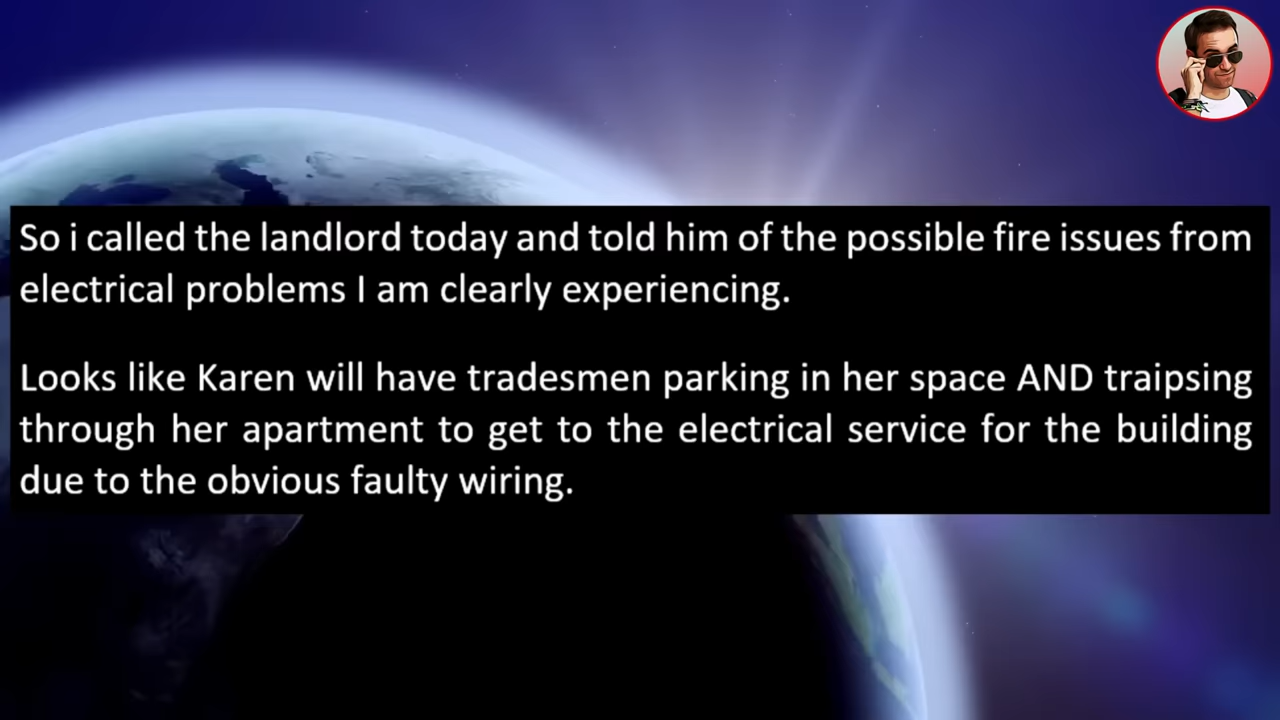 So i called the landlord today and told him of the possible fire issues from
electrical problems I am clearly experiencing.
Looks like Karen will have tradesmen parking in her space AND traipsing
through her apartment to get to the electrical service for the building
due to the obvious faulty wiring.